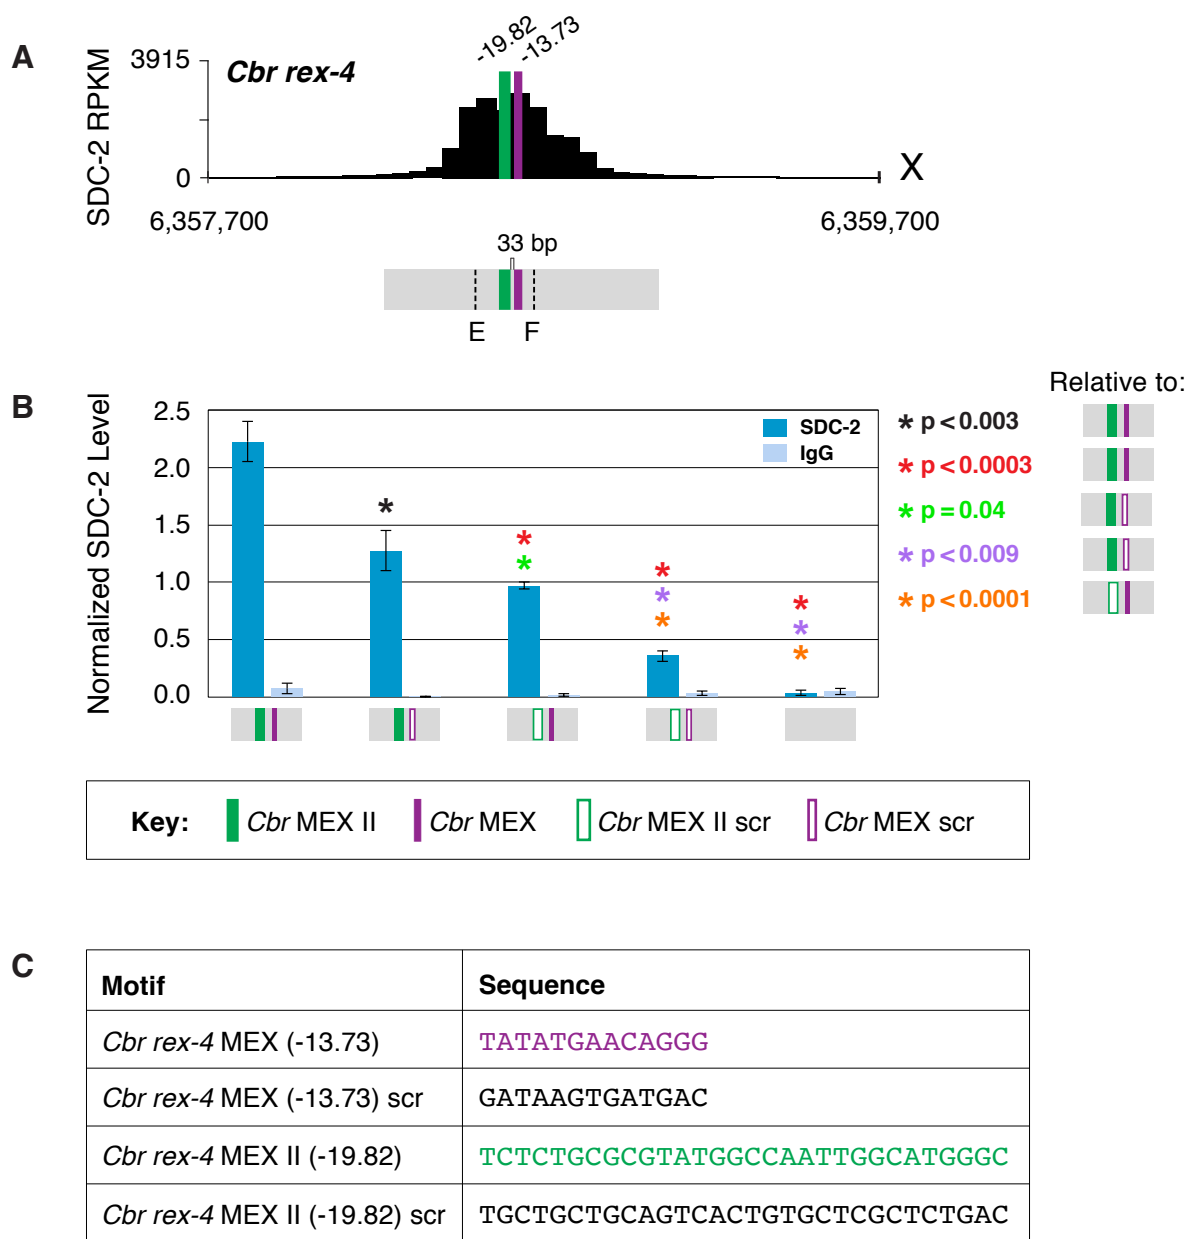 A
-19.82
-13.73
3915
Cbr rex-4
SDC-2 RPKM
0
X
6,357,700
6,359,700
33 bp
E
F
Relative to:
B
Normalized SDC-2 Level
2.5
2.0
1.5
1.0
0.5
0.0
SDC-2
IgG
*
*
*
*
*
*
*
*
*
* p < 0.003
* p < 0.0003
* p = 0.04
* p < 0.009
* p < 0.0001
Key: Cbr MEX II Cbr MEX Cbr MEX II scr Cbr MEX scr
C
Motif Sequence
Cbr rex-4 MEX (-13.73) TATATGAACAGGG
Cbr rex-4 MEX (-13.73) scr GATAAGTGATGAC
Cbr rex-4 MEX II (-19.82) TCTCTGCGCGTATGGCCAATTGGCATGGGC
Cbr rex-4 MEX II (-19.82) scr TGCTGCTGCAGTCACTGTGCTCGCTCTGAC